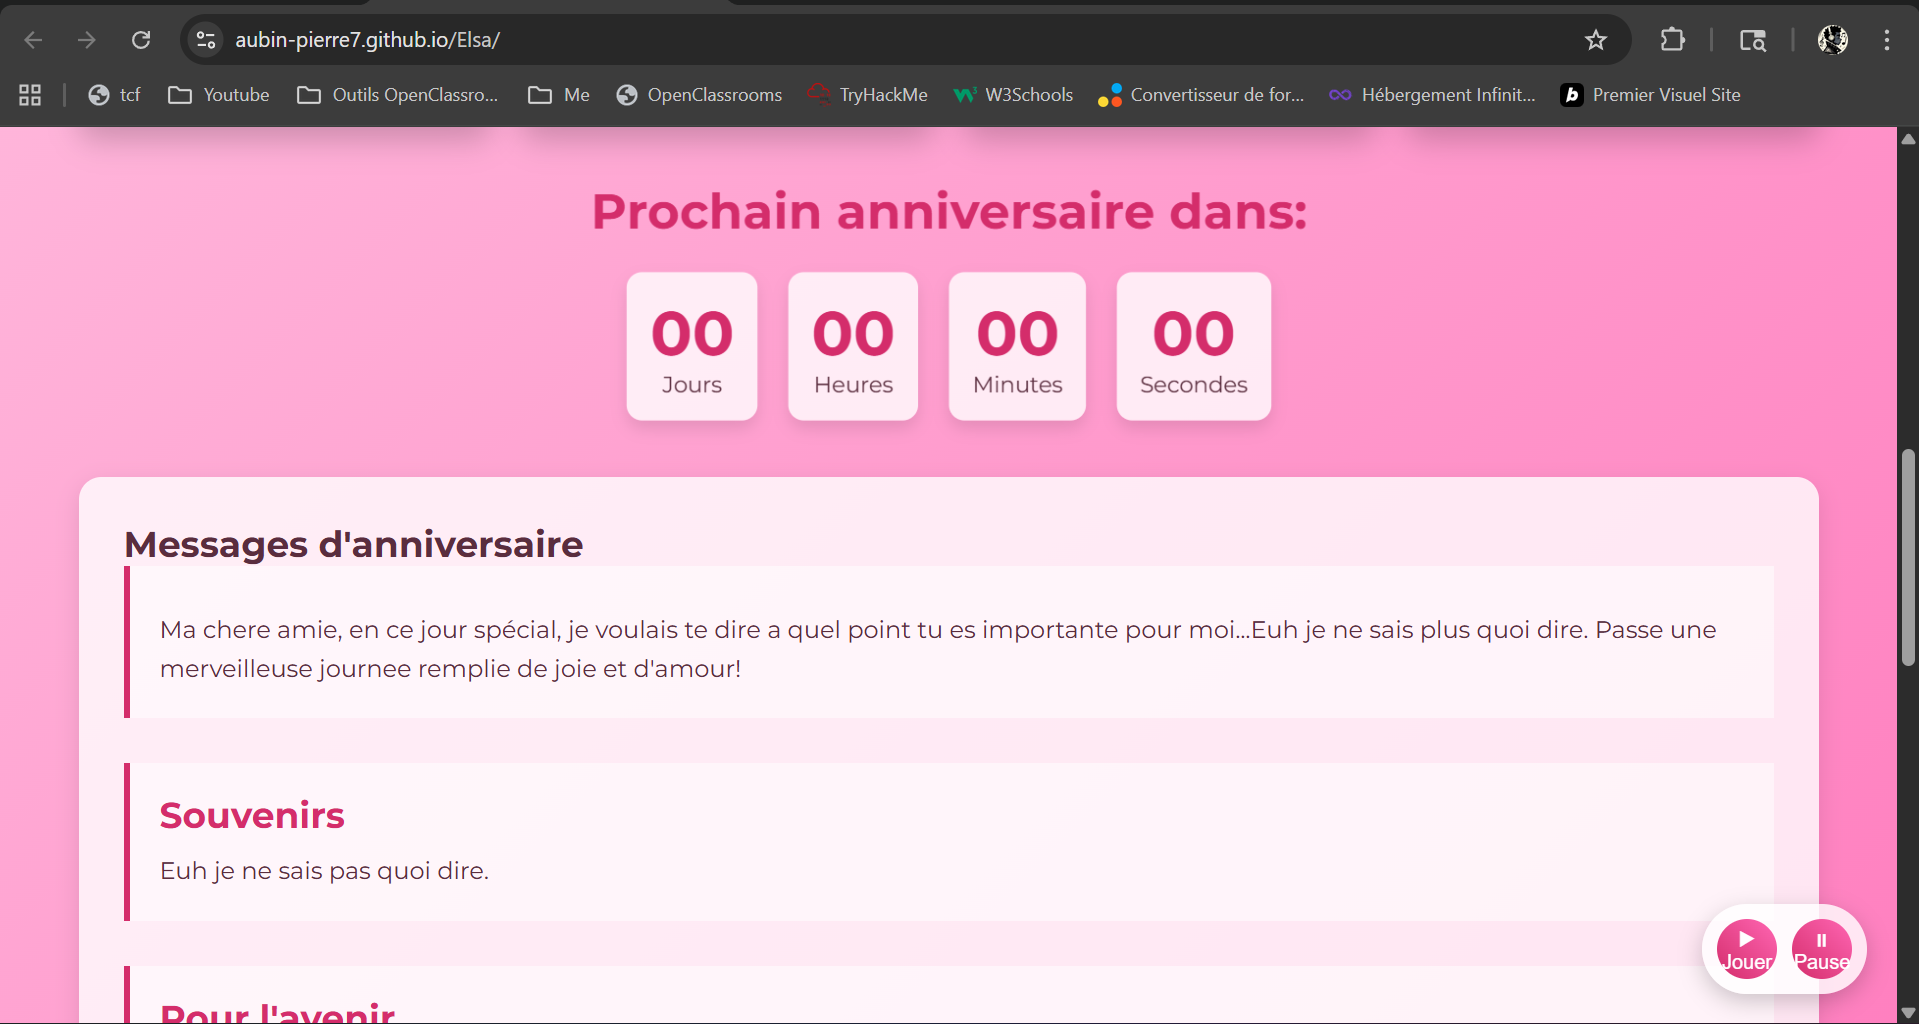 aubin-pierre7.github.io/Elsa/
tcf
Youtube
Outils OpenClassro...
Me
OpenClassrooms
TryHackMe
W3Schools
Convertisseur de for...
Hébergement Infinit...
Premier Visuel Site
Prochain anniversaire dans:
00 00 00 00
Jours Heures Minutes Secondes
Messages d'anniversaire
Ma chere amie, en ce jour spécial, je voulais te dire a quel point tu es importante pour moi...Euh je ne sais plus quoi dire. Passe une
merveilleuse journee remplie de joie et d'amour!
Souvenirs
Euh je ne sais pas quoi dire.
Jouer
Pause
Pour l'avenir